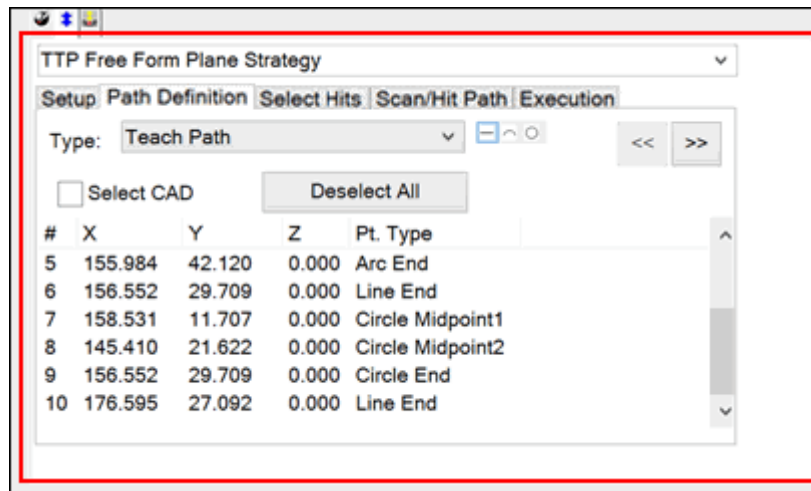 TTP Free Form Plane Strategy
Setup Path Definition Select Hits Scan/Hit Path Execution
Type: Teach Path << >>
Select CAD Deselect All
# X Y Z Pt. Type
5 155.984 42.120 0.000 Arc End
6 156.552 29.709 0.000 Line End
7 158.531 11.707 0.000 Circle Midpoint1
8 145.410 21.622 0.000 Circle Midpoint2
9 156.552 29.709 0.000 Circle End
10 176.595 27.092 0.000 Line End